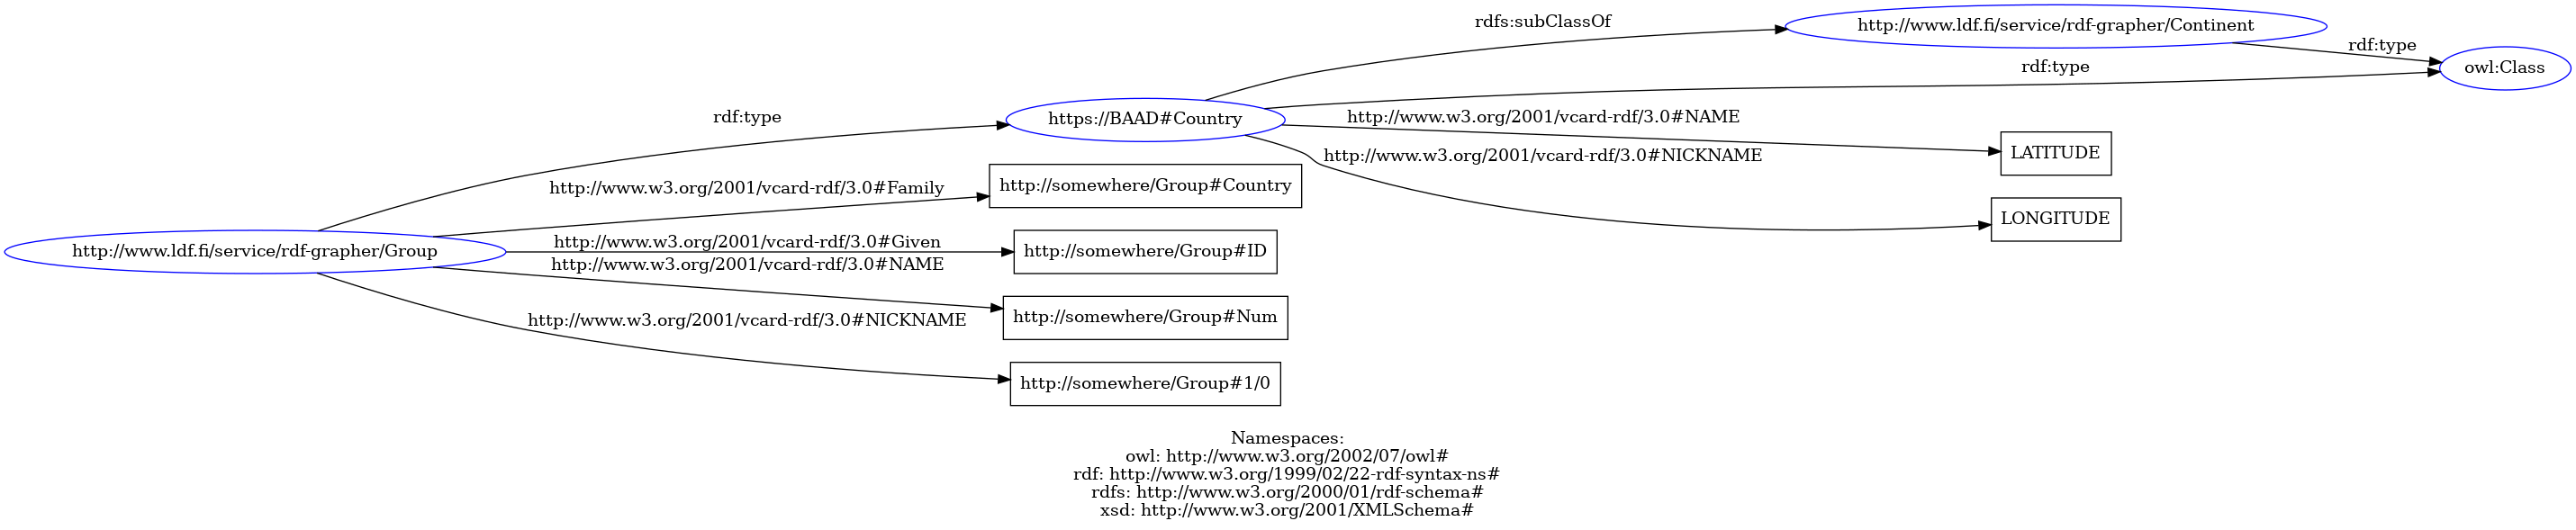 rdfs:subClassOf
http://www.ldf.fi/service/rdf-grapher/Continent
rdf:type
owl:Class
rdf:type
rdf:type
https://BAAD#Country
http://www.w3.org/2001/vcard-rdf/3.0#NAME
LATITUDE
http://www.w3.org/2001/vcard-rdf/3.0#NICKNAME
LONGITUDE
http://www.w3.org/2001/vcard-rdf/3.0#Family
http://somewhere/Group#Country
http://www.ldf.fi/service/rdf-grapher/Group
http://www.w3.org/2001/vcard-rdf/3.0#Given
http://somewhere/Group#ID
http://www.w3.org/2001/vcard-rdf/3.0#NAME
http://somewhere/Group#Num
http://www.w3.org/2001/vcard-rdf/3.0#NICKNAME
http://somewhere/Group#1/0
Namespaces:
owl: http://www.w3.org/2002/07/owl#
rdf: http://www.w3.org/1999/02/22-rdf-syntax-ns#
rdfs: http://www.w3.org/2000/01/rdf-schema#
xsd: http://www.w3.org/2001/XMLSchema#